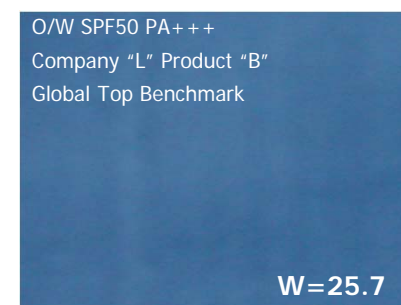 O/W SPF50 PA+++
Company “L” Product “B”
Global Top Benchmark
W=25.7